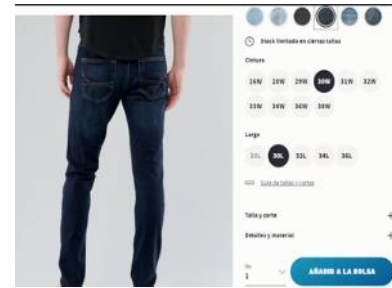 Stock limitado en ciertas tallas
Cintura
26W 28W 29W 30W 31W 32W
33W 34W 36W 38W
Largo
30L 32L 34L 36L
Guía de tallas y cortes
Talla y corte +
Detalles y material +
1
AÑADIR A LA BOLSA